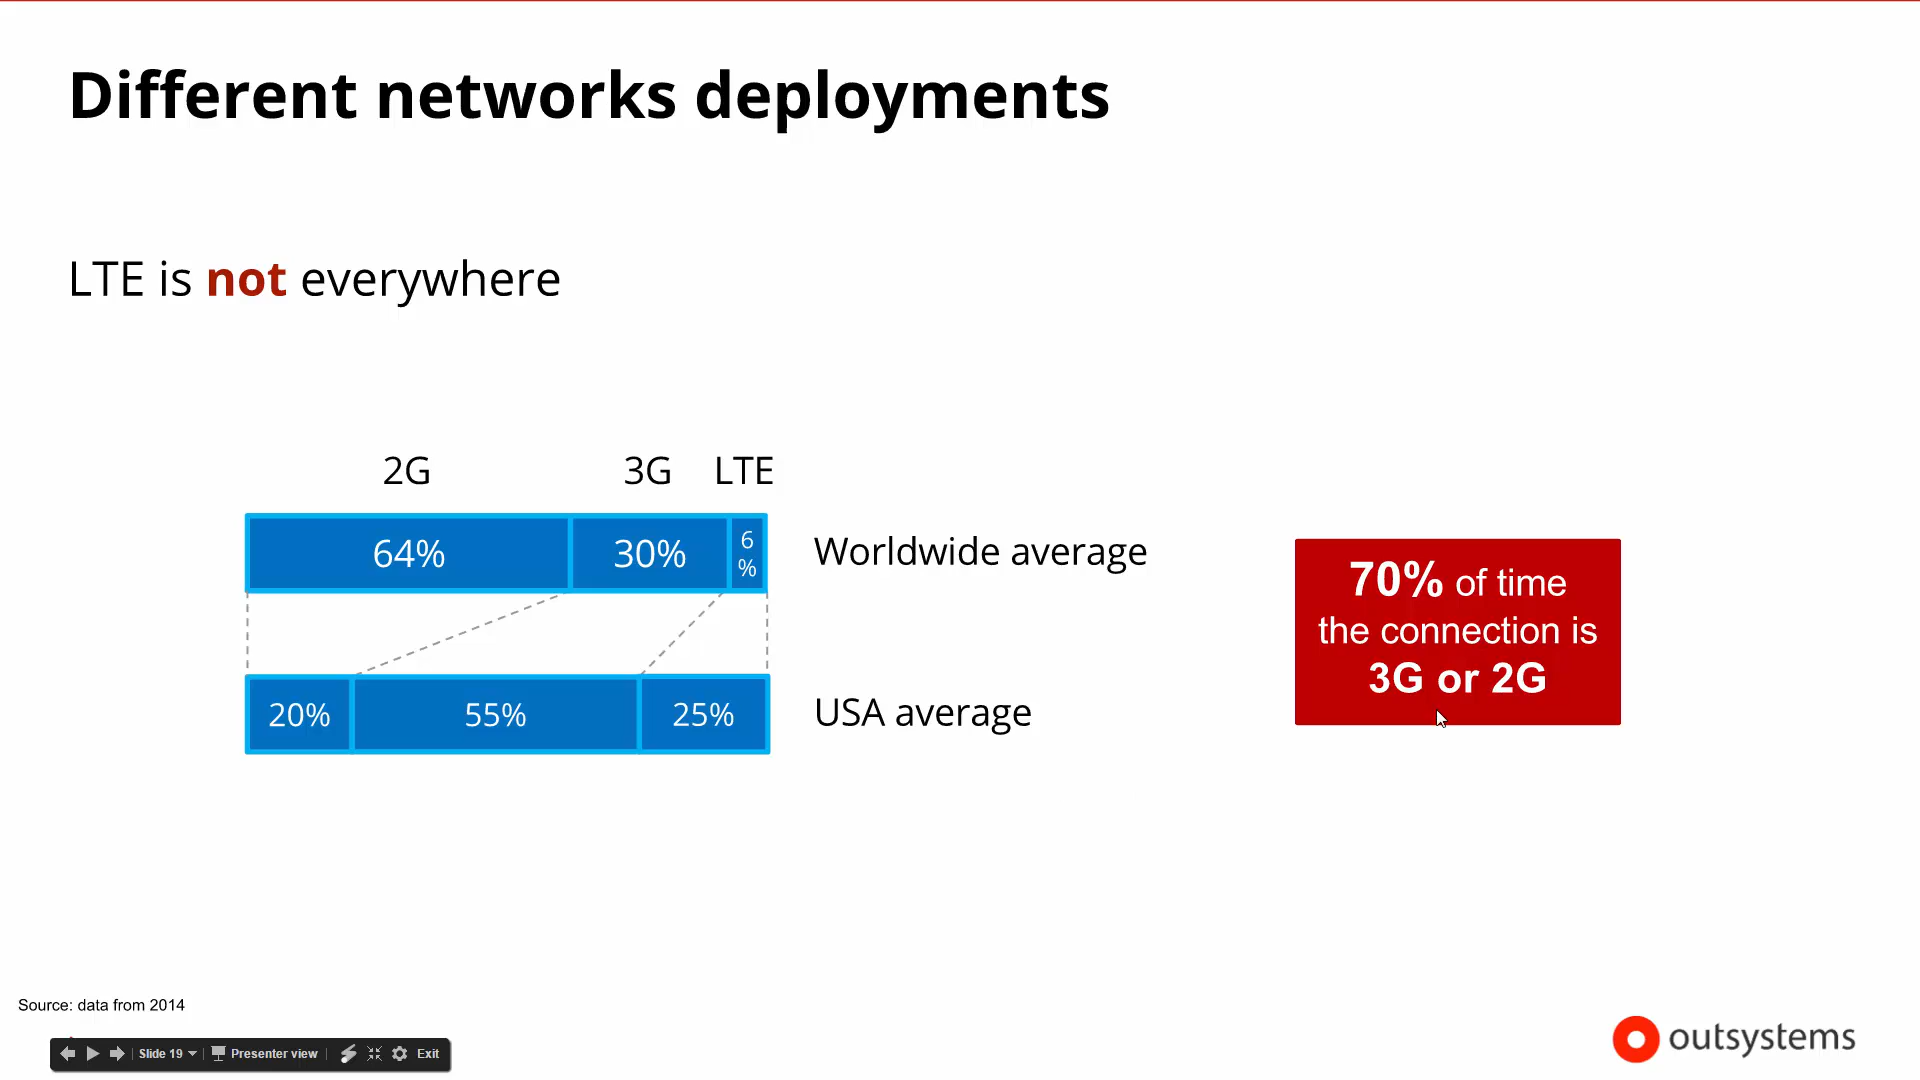 Different networks deployments
LTE is not everywhere
2G 3G LTE
64% 30% 6
%
Worldwide average
20% 55% 25% USA average
70% of time
the connection is
3G or 2G
Source: data from 2014
Slide 19 Presenter view Exit
outsystems